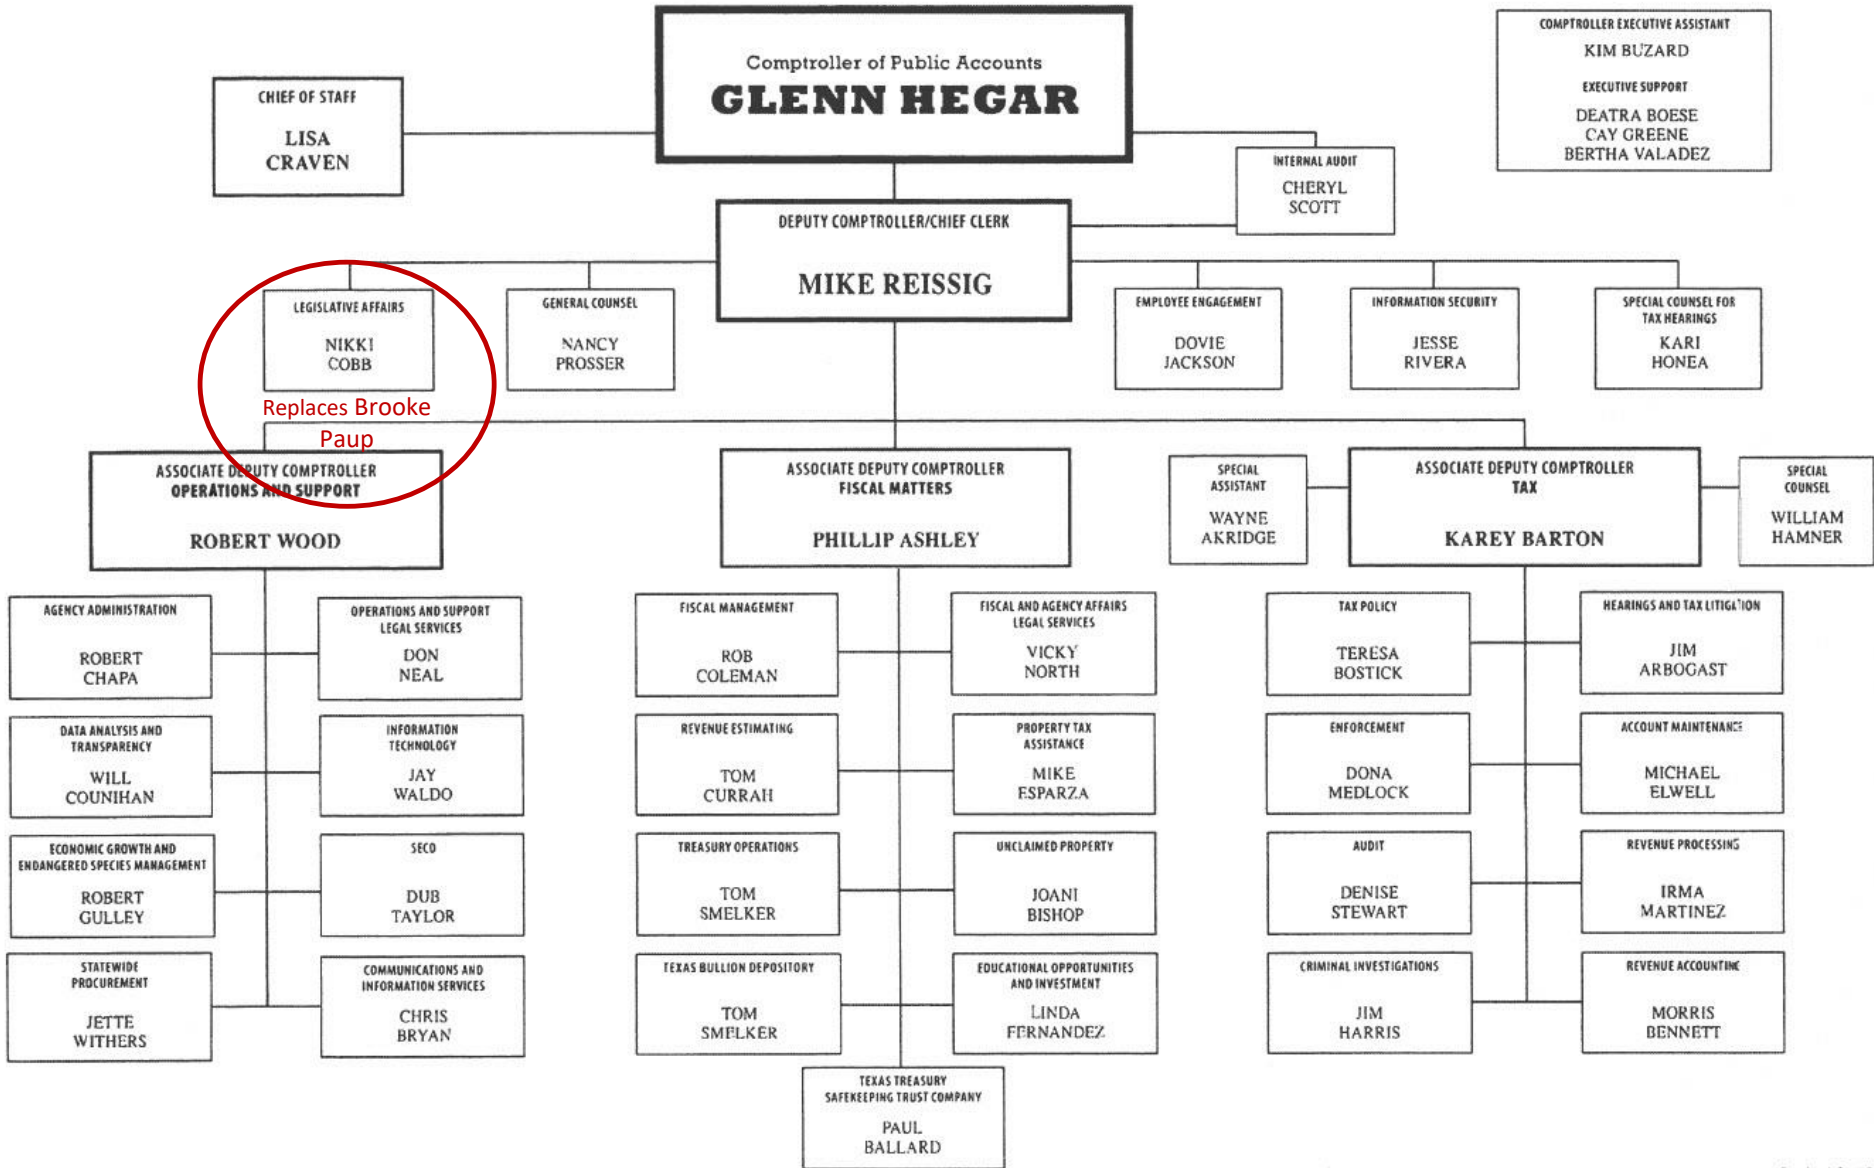 Comptroller of Public Accounts
GLENN HEGAR
COMPTROLLER EXECUTIVE ASSISTANT
KIM BUZARD
EXECUTIVE SUPPORT
DEATRA BOESE
CAY GREENE
BERTHA VALADEZ
CHIEF OF STAFF
LISA
CRAVEN
INTERNAL AUDIT
CHERYL
SCOTT
DEPUTY COMPTROLLER/CHIEF CLERK
MIKE REISSIG
LEGISLATIVE AFFAIRS
NIKKI
COBB
Replaces Brooke
Paup
GENERAL COUNSEL
NANCY
PROSSER
EMPLOYEE ENGAGEMENT
DOVIE
JACKSON
INFORMATION SECURITY
JESSE
RIVERA
SPECIAL COUNSEL FOR
TAX HEARINGS
KARI
HONEA
ASSOCIATE DEPUTY COMPTROLLER
OPERATIONS AND SUPPORT
ROBERT WOOD
ASSOCIATE DEPUTY COMPTROLLER
FISCAL MATTERS
PHILLIP ASHLEY
SPECIAL
ASSISTANT
WAYNE
AKRIDGE
ASSOCIATE DEPUTY COMPTROLLER
TAX
KAREY BARTON
SPECIAL
COUNSEL
WILLIAM
HAMNER
AGENCY ADMINISTRATION
ROBERT
CHAPA
OPERATIONS AND SUPPORT
LEGAL SERVICES
DON
NEAL
DATA ANALYSIS AND
TRANSPARENCY
WILL
COUNIHAN
INFORMATION
TECHNOLOGY
JAY
WALDO
ECONOMIC GROWTH AND
ENDANGERED SPECIES MANAGEMENT
ROBERT
GULLEY
SECO
DUB
TAYLOR
STATEWIDE
PROCUREMENT
JETTE
WITHERS
COMMUNICATIONS AND
INFORMATION SERVICES
CHRIS
BRYAN
FISCAL MANAGEMENT
ROB
COLEMAN
FISCAL AND AGENCY AFFAIRS
LEGAL SERVICES
VICKY
NORTH
REVENUE ESTIMATING
TOM
CURRAH
PROPERTY TAX
ASSISTANCE
MIKE
ESPARZA
TREASURY OPERATIONS
TOM
SMELKER
UNCLAIMED PROPERTY
JOANI
BISHOP
TEXAS BULLION DEPOSITORY
TOM
SMELKER
EDUCATIONAL OPPORTUNITIES
AND INVESTMENT
LINDA
FERNANDEZ
TEXAS TREASURY
SAFEKEEPING TRUST COMPANY
PAUL
BALLARD
TAX POLICY
TERESA
BOSTICK
HEARINGS AND TAX LITIGATION
JIM
ARBOGAST
ENFORCEMENT
DONA
MEDLOCK
ACCOUNT MAINTENANCE
MICHAEL
ELWELL
AUDIT
DENISE
STEWART
REVENUE PROCESSING
IRMA
MARTINEZ
CRIMINAL INVESTIGATIONS
JIM
HARRIS
REVENUE ACCOUNTING
MORRIS
BENNETT